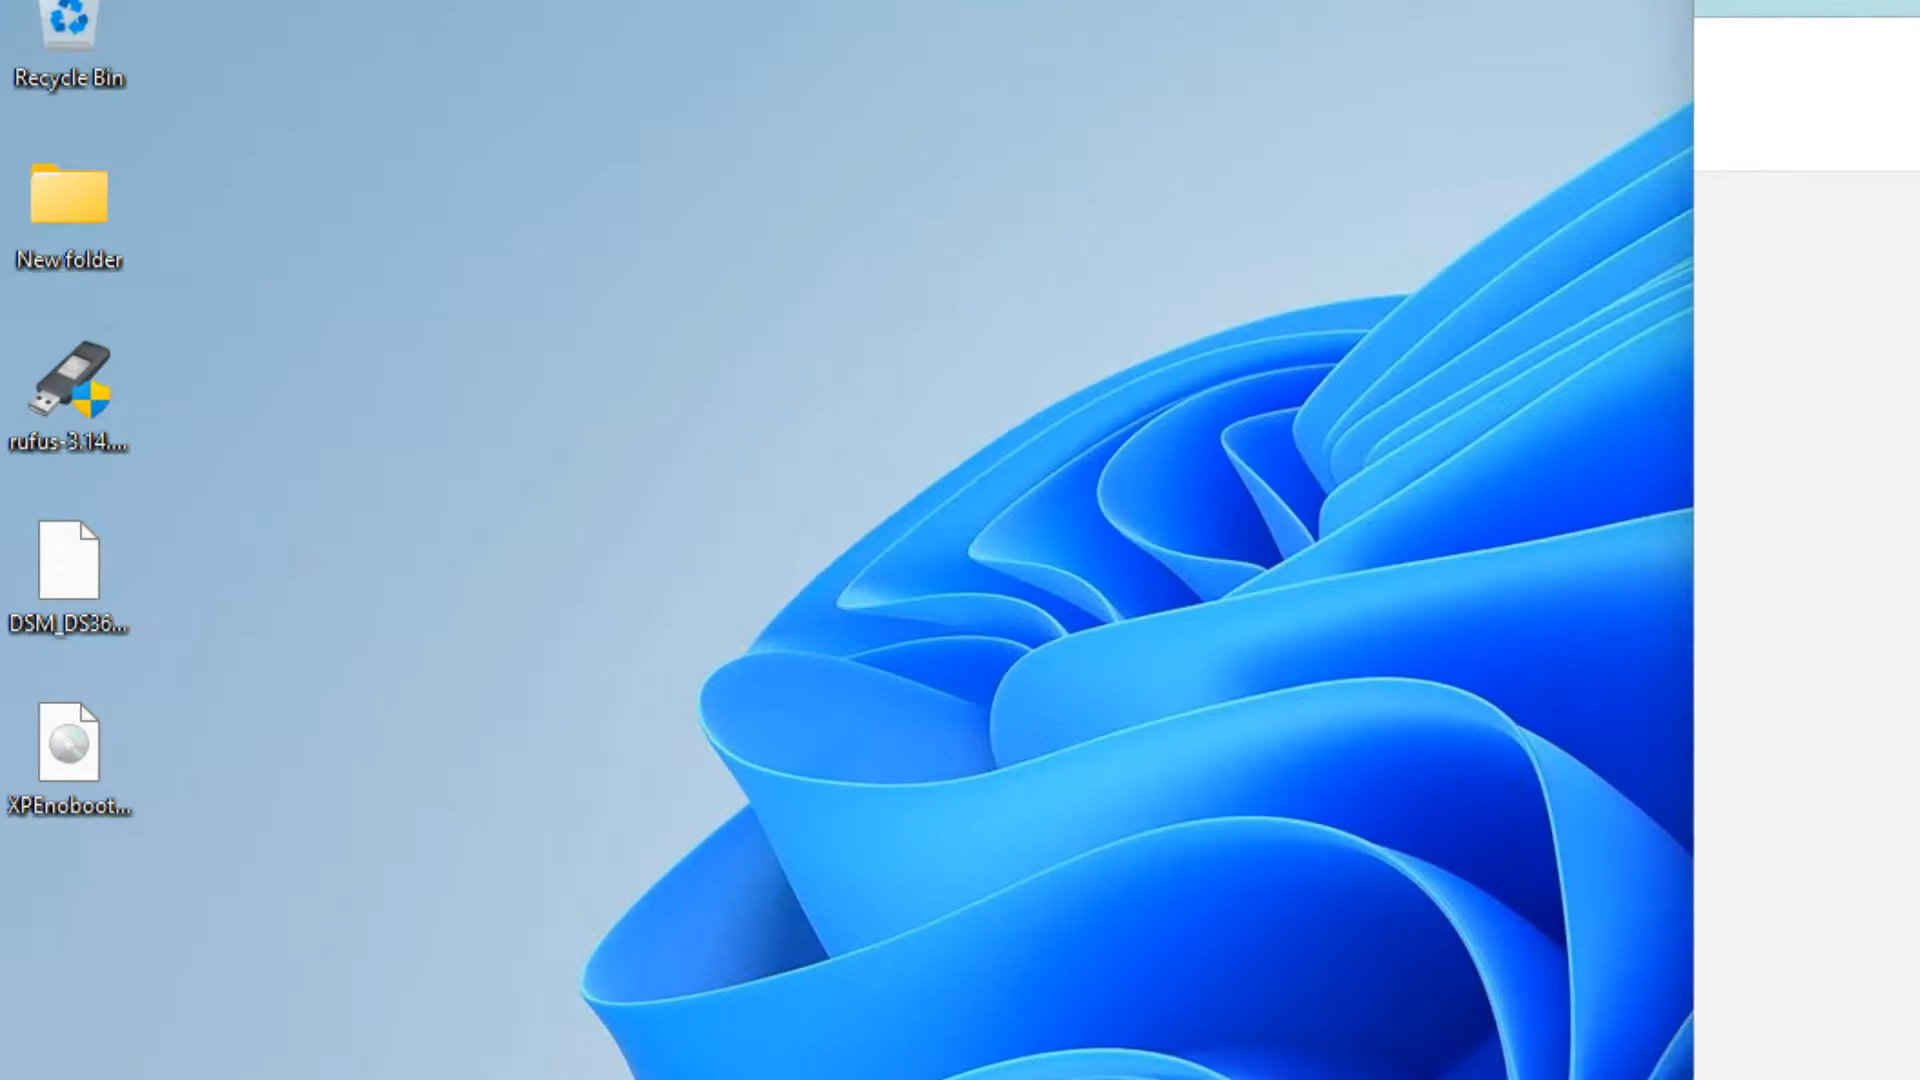 Recycle Bin
New folder
rufus-3.14....
DSM_DS36...
XPEnoboot...